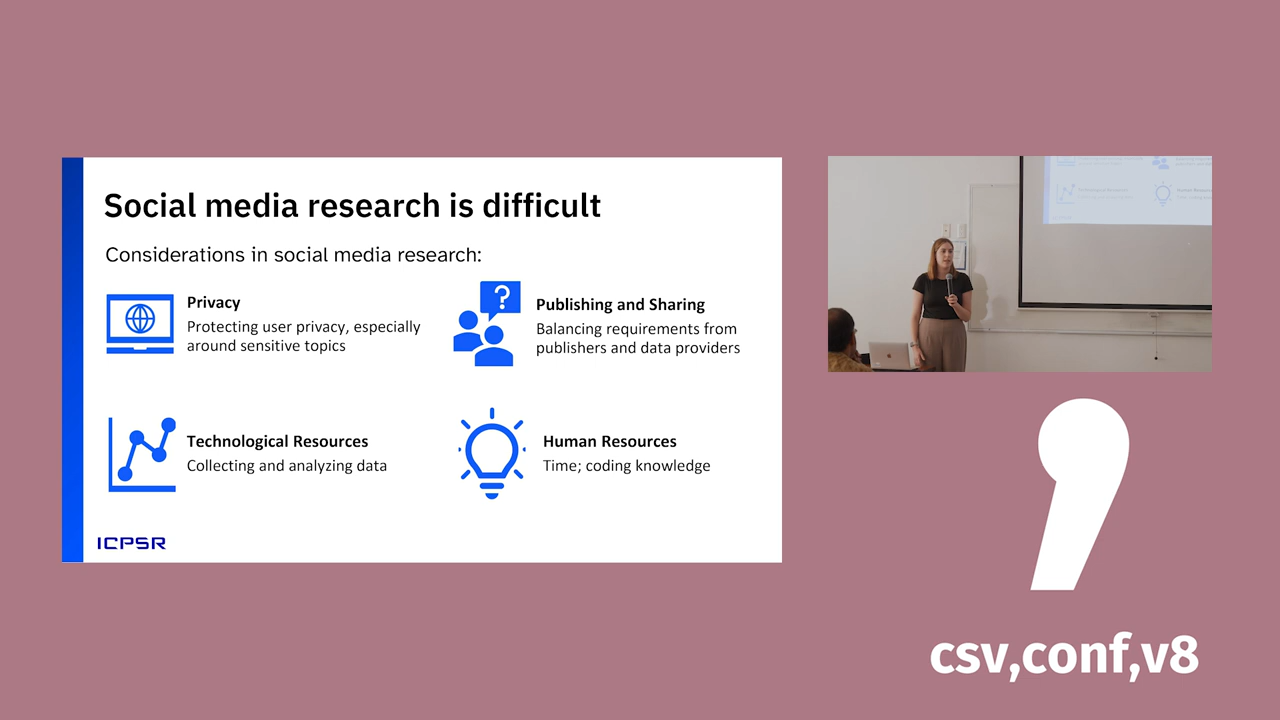 Social media research is difficult
Considerations in social media research:
Privacy
Protecting user privacy, especially
around sensitive topics
?
Publishing and Sharing
Balancing requirements from
publishers and data providers
Technological Resources
Collecting and analyzing data
Human Resources
Time; coding knowledge
ICPSR
,
csv,conf,v8